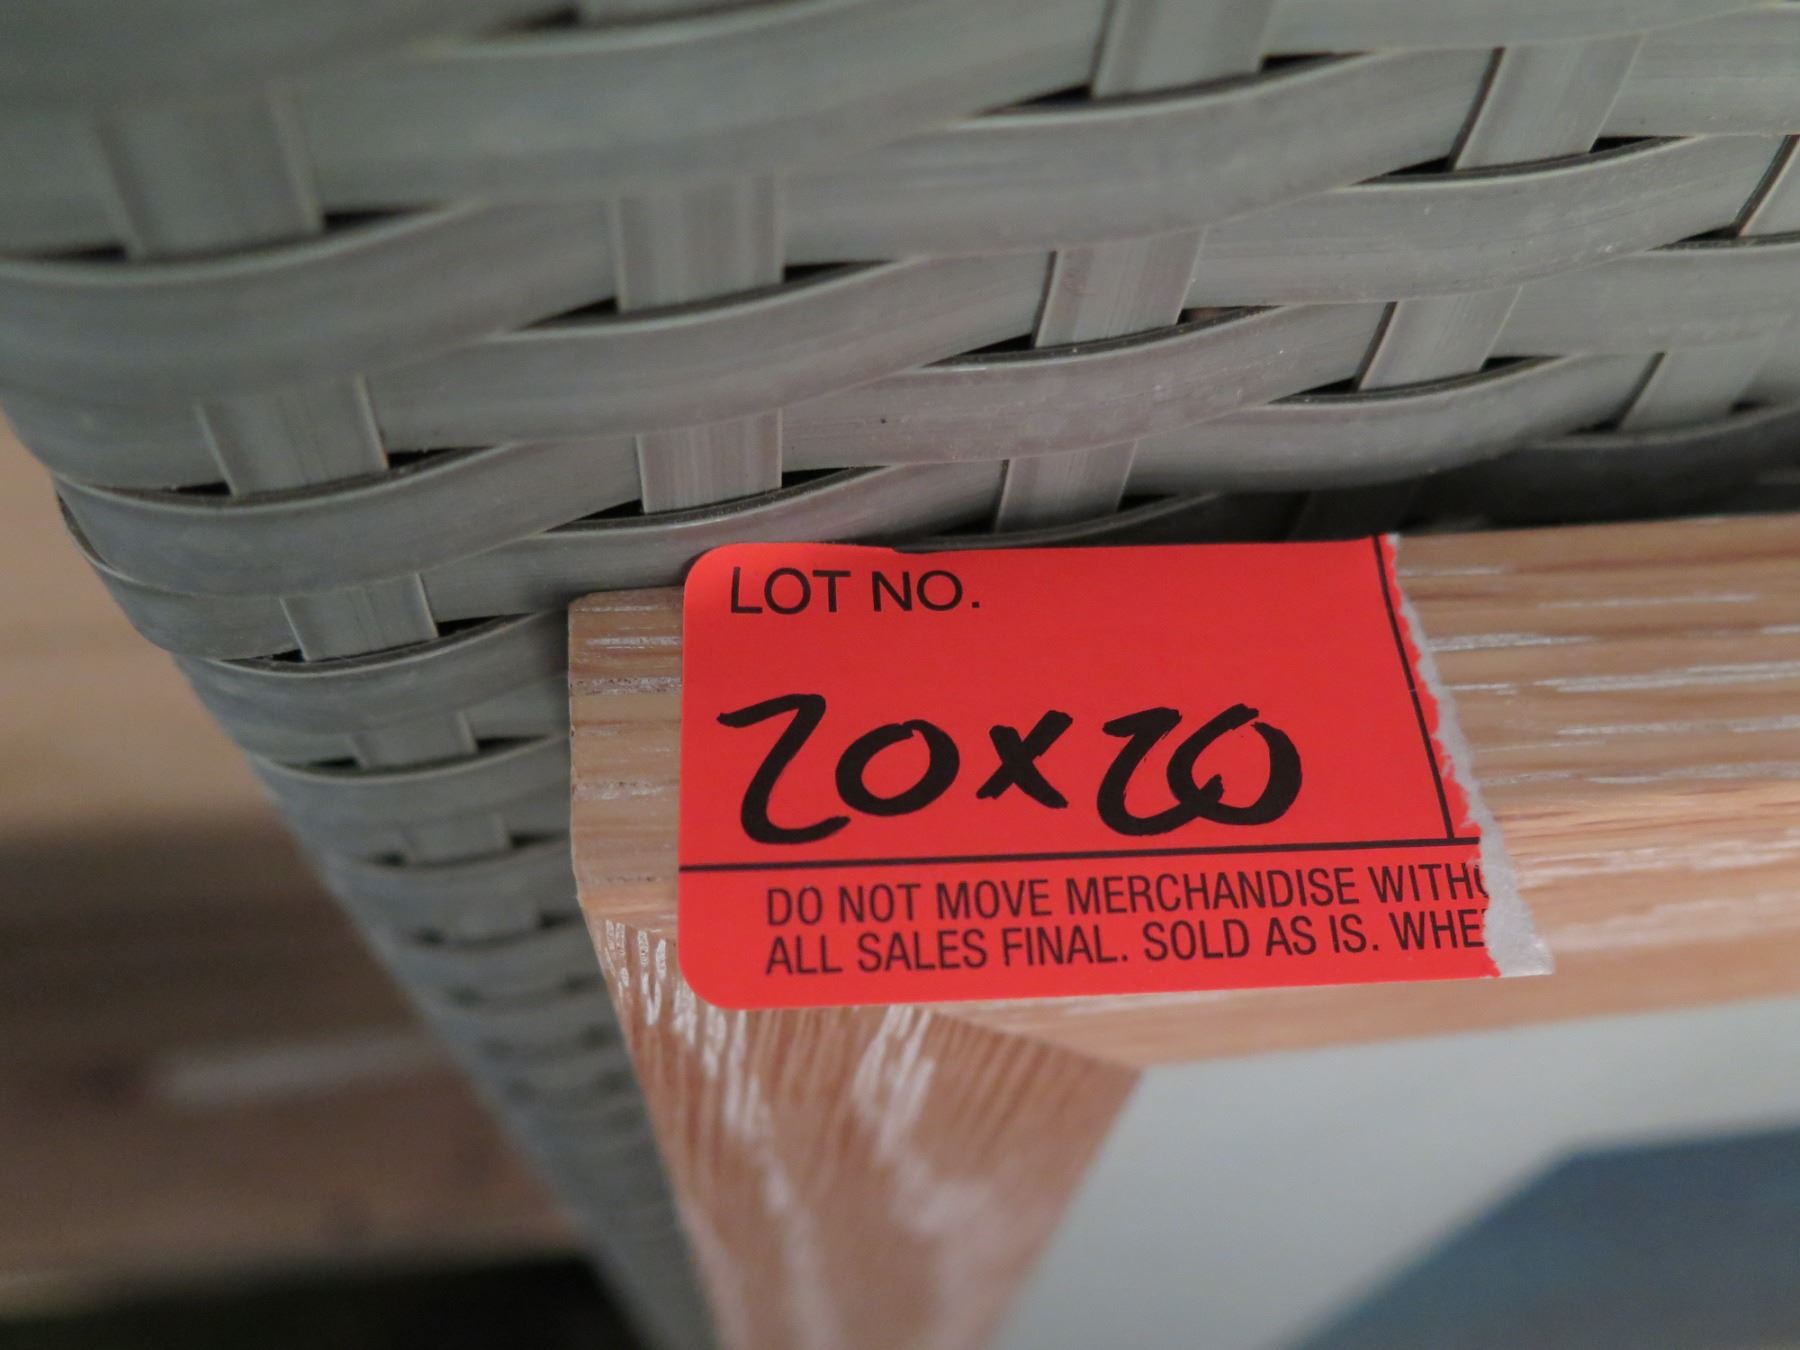 LOT NO.
20x20
DO NOT MOVE MERCHANDISE WITHO
ALL SALES FINAL. SOLD AS IS. WHE